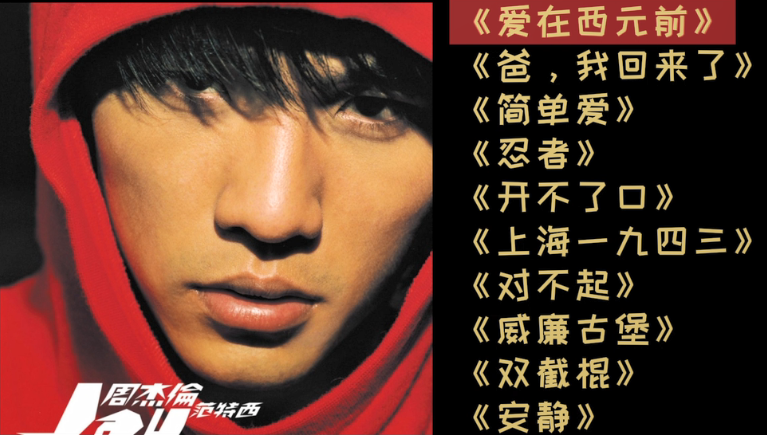 《爱在西元前》
《爸，我回来了》
《简单爱》
《忍者》
《开不了口》
《上海一九四三》
《对不起》
《威廉古堡》
《双截棍》
《安静》
周杰倫
范特西
Jay